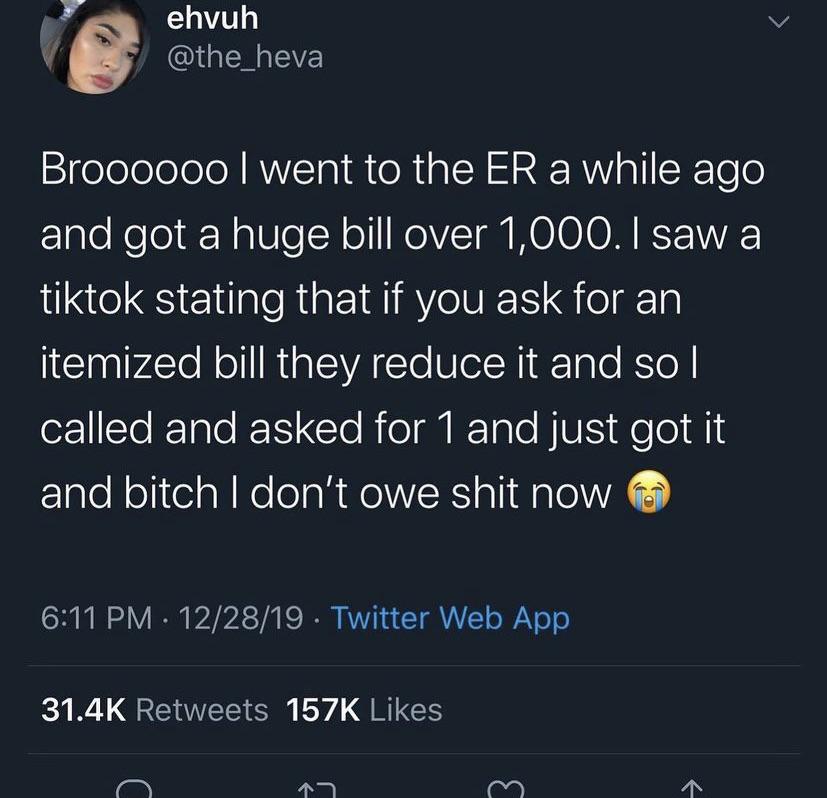 ehvuh
@the_heva
Broooooo I went to the ER a while ago
and got a huge bill over 1,000. I saw a
tiktok stating that if you ask for an
itemized bill they reduce it and so I
called and asked for 1 and just got it
and bitch I don’t owe shit now 😭
6:11 PM · 12/28/19 · Twitter Web App
31.4K Retweets 157K Likes